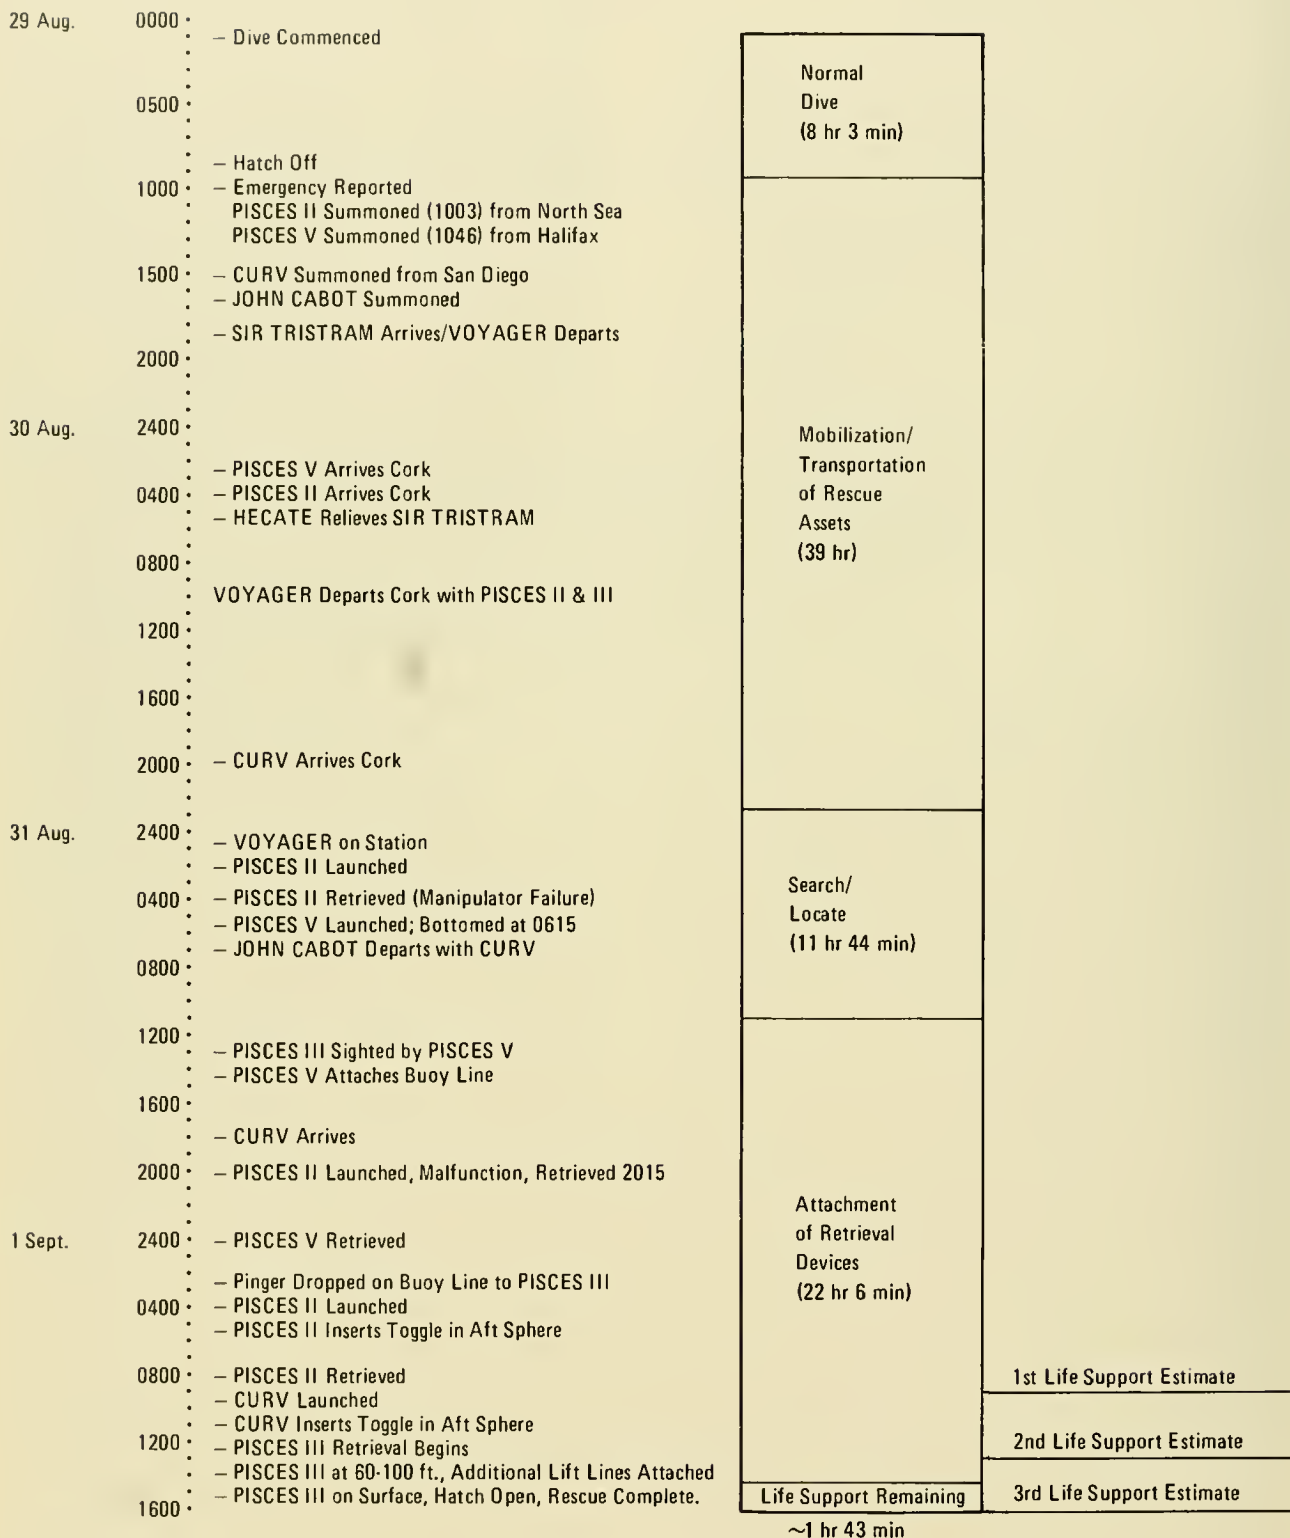 29 Aug. 0000
– Dive Commenced
0500
– Hatch Off
1000 – Emergency Reported
PISCES II Summoned (1003) from North Sea
PISCES V Summoned (1046) from Halifax
1500 – CURV Summoned from San Diego
– JOHN CABOT Summoned
– SIR TRISTRAM Arrives/VOYAGER Departs
2000
30 Aug. 2400
– PISCES V Arrives Cork
0400 – PISCES II Arrives Cork
– HECATE Relieves SIR TRISTRAM
0800
VOYAGER Departs Cork with PISCES II & III
1200
1600
2000 – CURV Arrives Cork
31 Aug. 2400
– VOYAGER on Station
– PISCES II Launched
0400 – PISCES II Retrieved (Manipulator Failure)
– PISCES V Launched; Bottomed at 0615
– JOHN CABOT Departs with CURV
0800
1200
– PISCES III Sighted by PISCES V
– PISCES V Attaches Buoy Line
1600
– CURV Arrives
2000 – PISCES II Launched, Malfunction, Retrieved 2015
1 Sept. 2400 – PISCES V Retrieved
– Pinger Dropped on Buoy Line to PISCES III
0400 – PISCES II Launched
– PISCES II Inserts Toggle in Aft Sphere
0800 – PISCES II Retrieved
– CURV Launched
– CURV Inserts Toggle in Aft Sphere
1200 – PISCES III Retrieval Begins
– PISCES III at 60-100 ft., Additional Lift Lines Attached
– PISCES III on Surface, Hatch Open, Rescue Complete.
1600
Normal
Dive
(8 hr 3 min)
Mobilization/
Transportation
of Rescue
Assets
(39 hr)
Search/
Locate
(11 hr 44 min)
Attachment
of Retrieval
Devices
(22 hr 6 min)
Life Support Remaining
~1 hr 43 min
1st Life Support Estimate
2nd Life Support Estimate
3rd Life Support Estimate